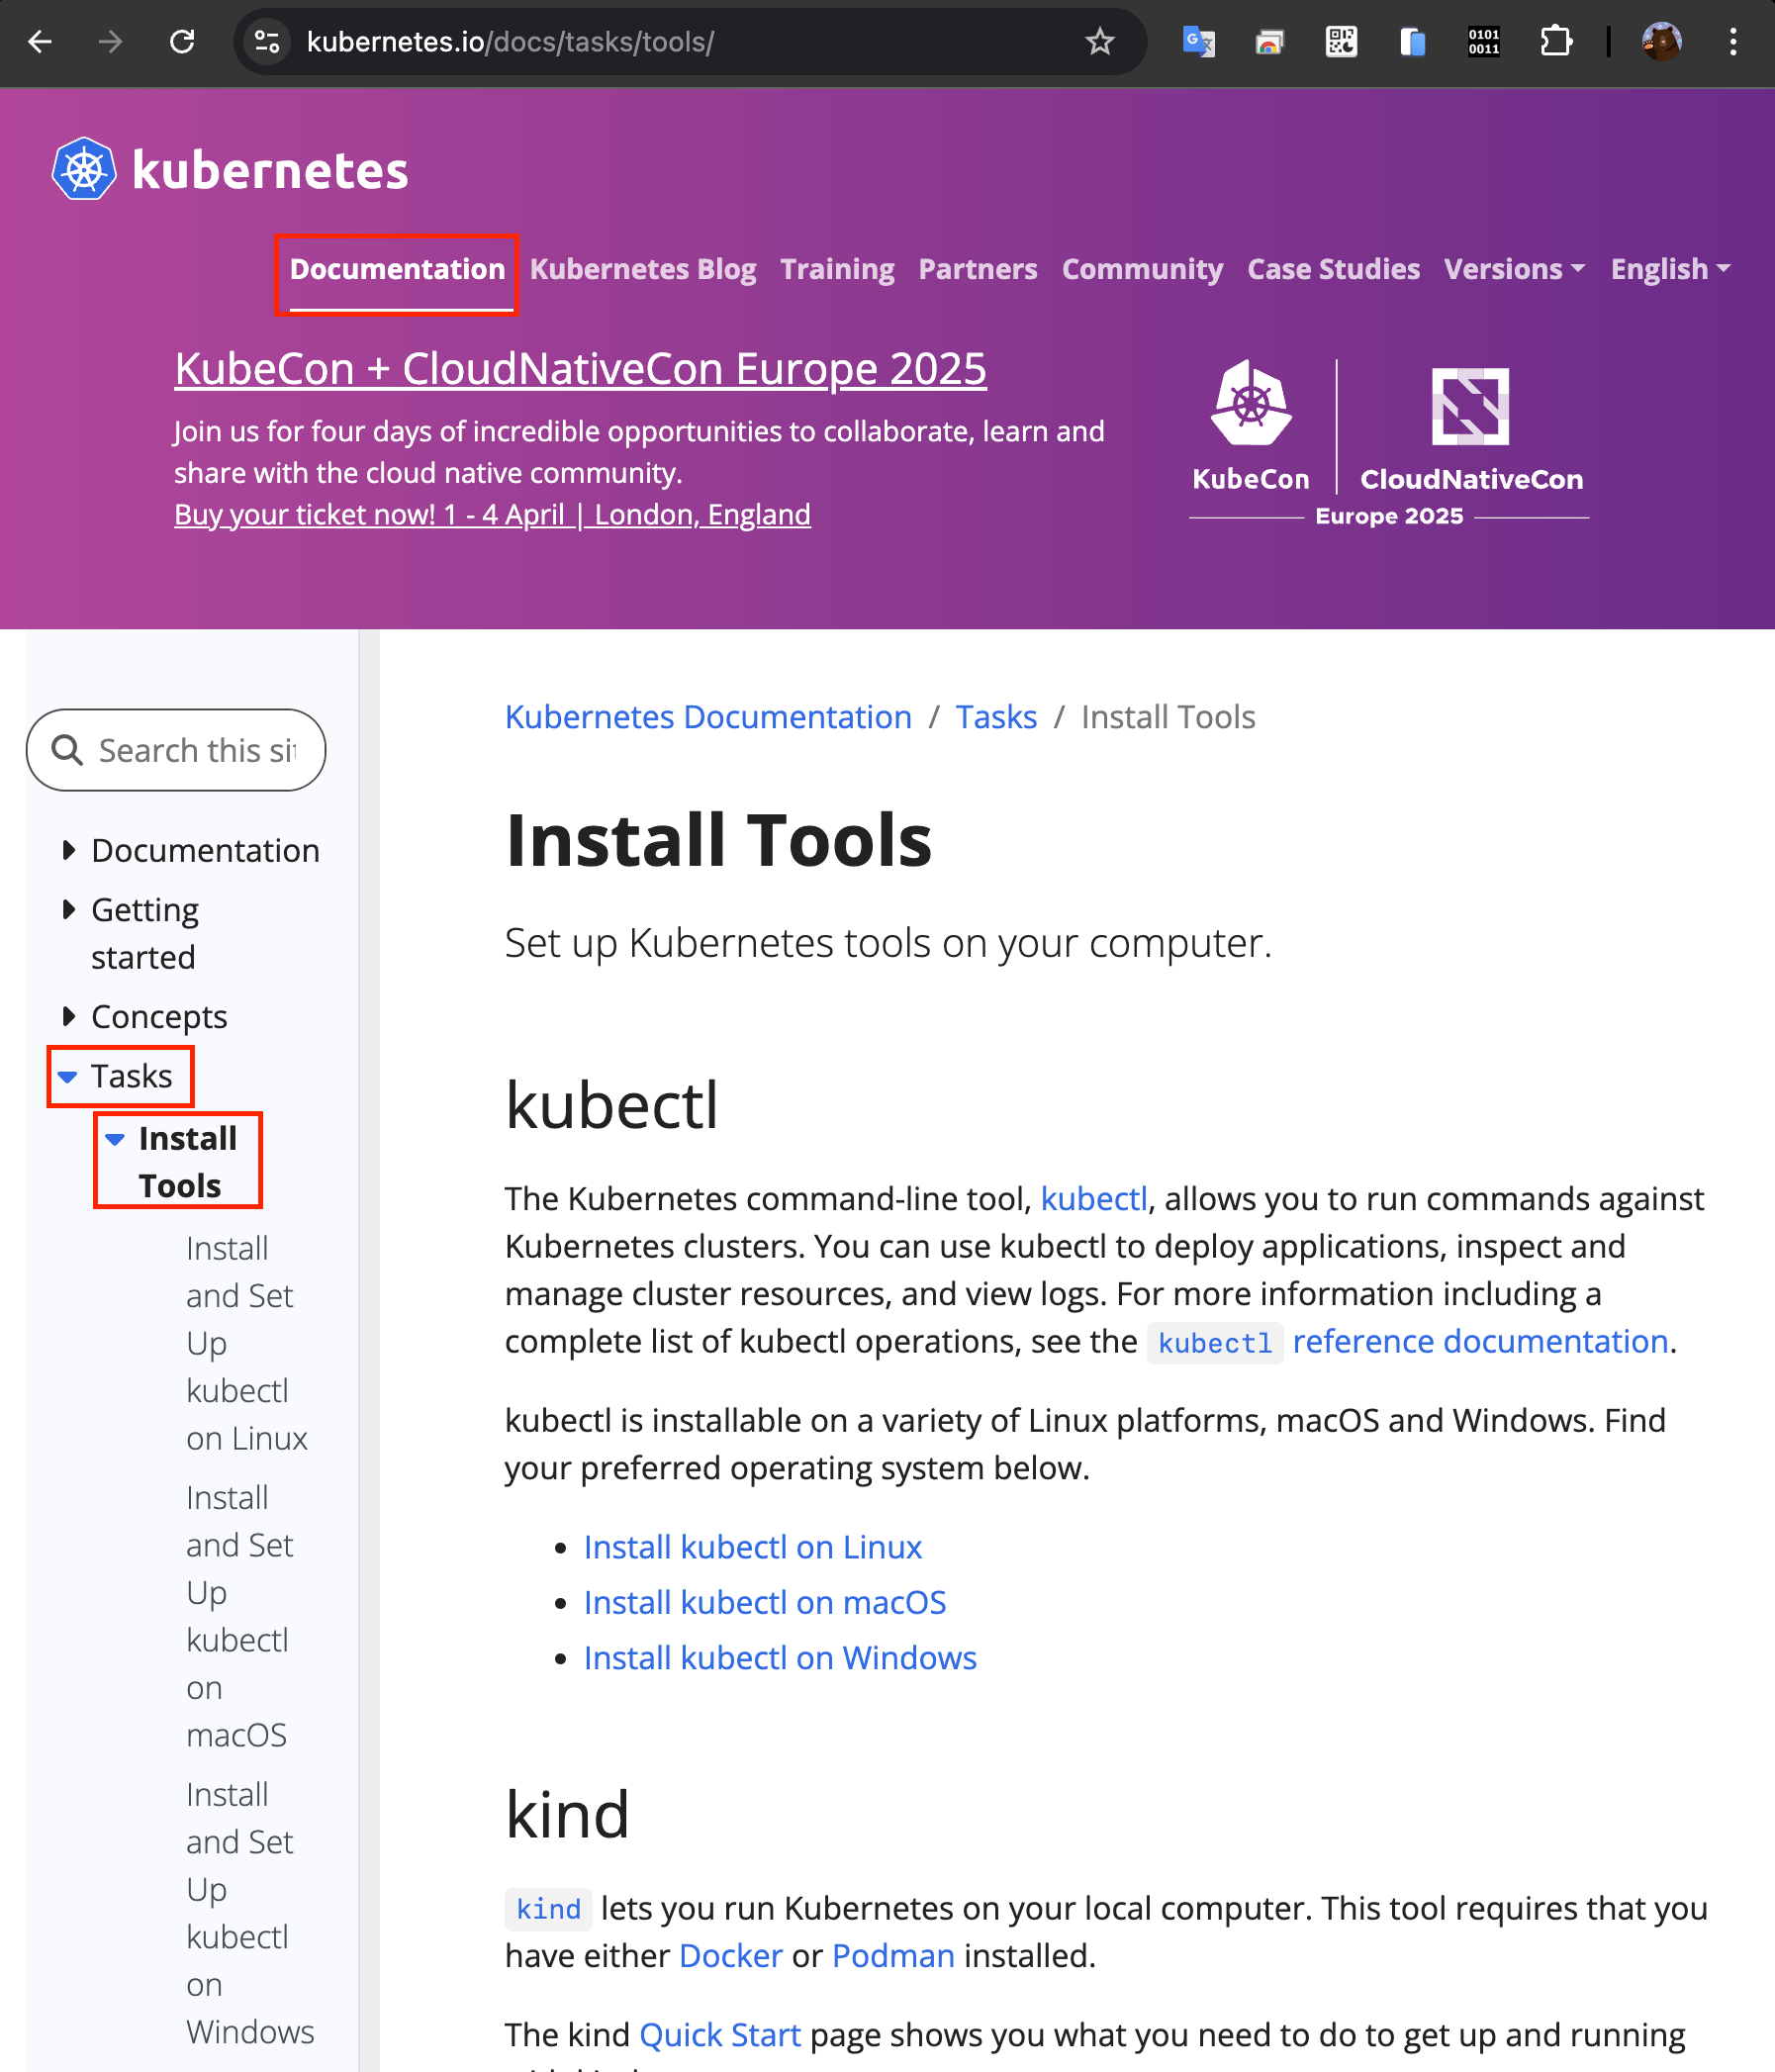 kubernetes.io/docs/tasks/tools/
0101
0011
kubernetes
Documentation Kubernetes Blog Training Partners Community Case Studies Versions English
KubeCon + CloudNativeCon Europe 2025
Join us for four days of incredible opportunities to collaborate, learn and
share with the cloud native community.
Buy your ticket now! 1 - 4 April | London, England
KubeCon CloudNativeCon
Europe 2025
Search this si
Documentation
Getting
started
Concepts
Tasks
Install
Tools
Install
and Set
Up
kubectl
on Linux
Install
and Set
Up
kubectl
on
macOS
Install
and Set
Up
kubectl
on
Windows
Kubernetes Documentation / Tasks / Install Tools
Install Tools
Set up Kubernetes tools on your computer.
kubectl
The Kubernetes command-line tool, kubectl, allows you to run commands against
Kubernetes clusters. You can use kubectl to deploy applications, inspect and
manage cluster resources, and view logs. For more information including a
complete list of kubectl operations, see the kubectl reference documentation.
kubectl is installable on a variety of Linux platforms, macOS and Windows. Find
your preferred operating system below.
• Install kubectl on Linux
• Install kubectl on macOS
• Install kubectl on Windows
kind
kind lets you run Kubernetes on your local computer. This tool requires that you
have either Docker or Podman installed.
The kind Quick Start page shows you what you need to do to get up and running